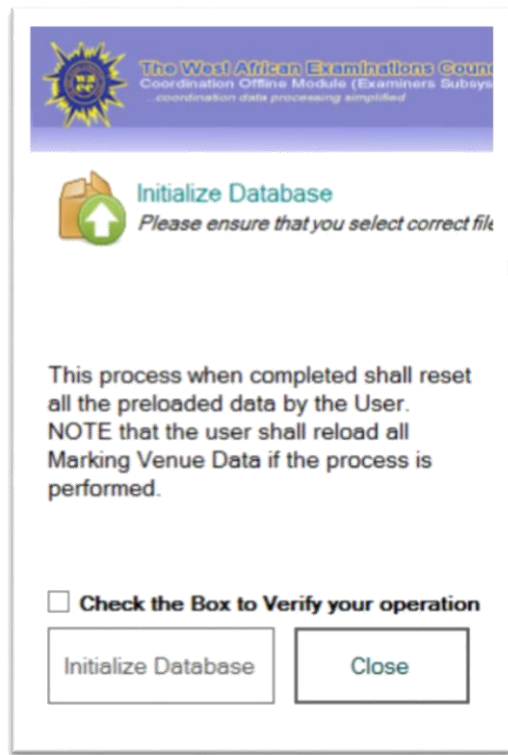 The West African Examinations Coun
Coordination Offline Module (Examiners Subsys
...coordination data processing simplified
Initialize Database
Please ensure that you select correct file
This process when completed shall reset
all the preloaded data by the User.
NOTE that the user shall reload all
Marking Venue Data if the process is
performed.
Check the Box to Verify your operation
Initialize Database Close